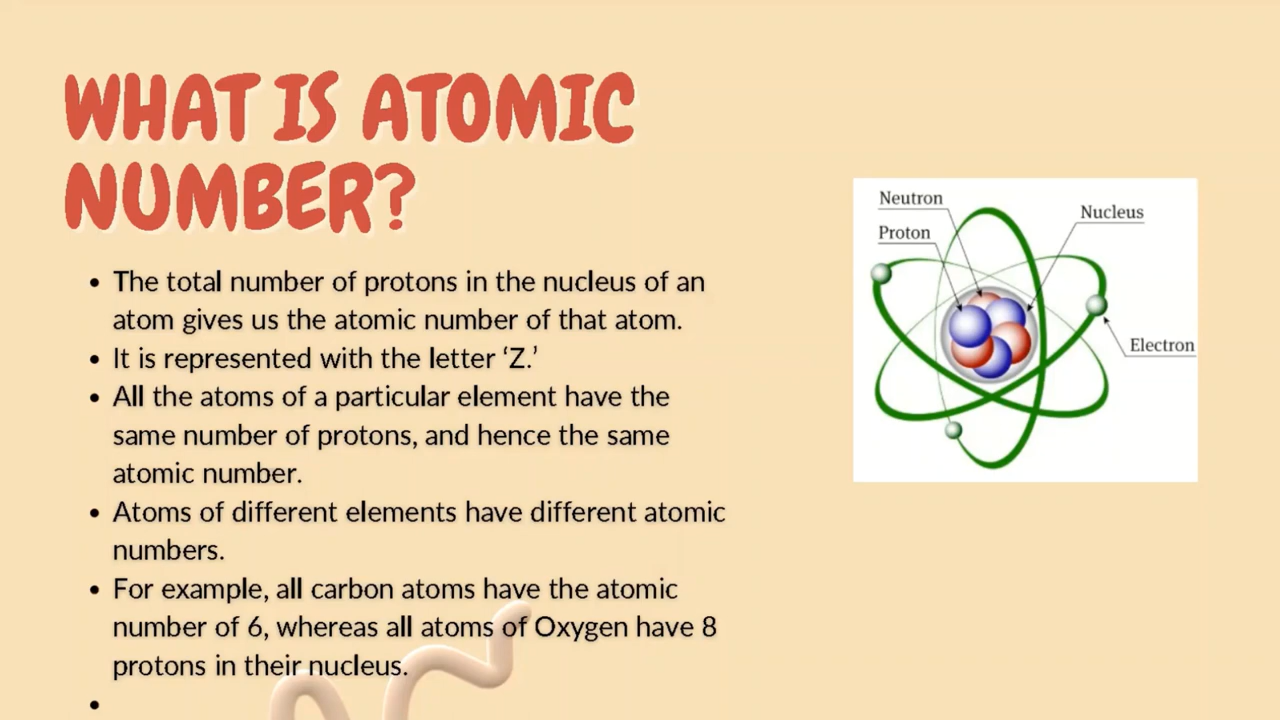 WHAT IS ATOMIC
NUMBER?
• The total number of protons in the nucleus of an
atom gives us the atomic number of that atom.
• It is represented with the letter ‘Z.’
• All the atoms of a particular element have the
same number of protons, and hence the same
atomic number.
• Atoms of different elements have different atomic
numbers.
• For example, all carbon atoms have the atomic
number of 6, whereas all atoms of Oxygen have 8
protons in their nucleus.
•
Neutron
Proton
Nucleus
Electron